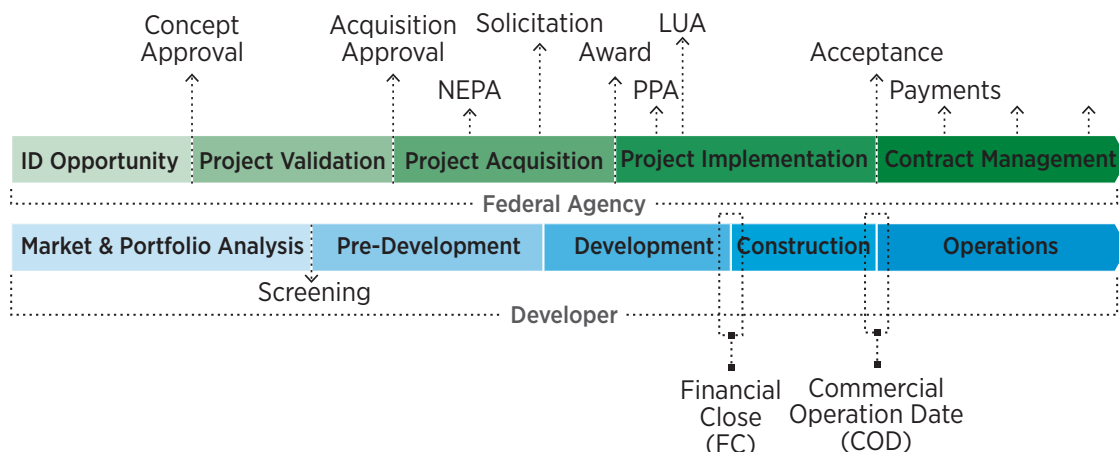 Concept
Approval
Acquisition
Approval
Solicitation
NEPA
Award
LUA
PPA
Acceptance
Payments
ID Opportunity
Project Validation
Project Acquisition
Project Implementation
Contract Management
Federal Agency
Market & Portfolio Analysis
Pre-Development
Development
Construction
Operations
Screening
Developer
Financial
Close
(FC)
Commercial
Operation Date
(COD)